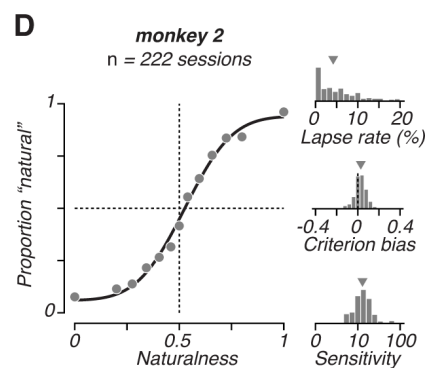 D
monkey 2
n = 222 sessions
1
Proportion "natural"
0
0
0.5
1
Naturalness
0
10
20
Lapse rate (%)
-0.4
0
0.4
Criterion bias
0
10
100
Sensitivity